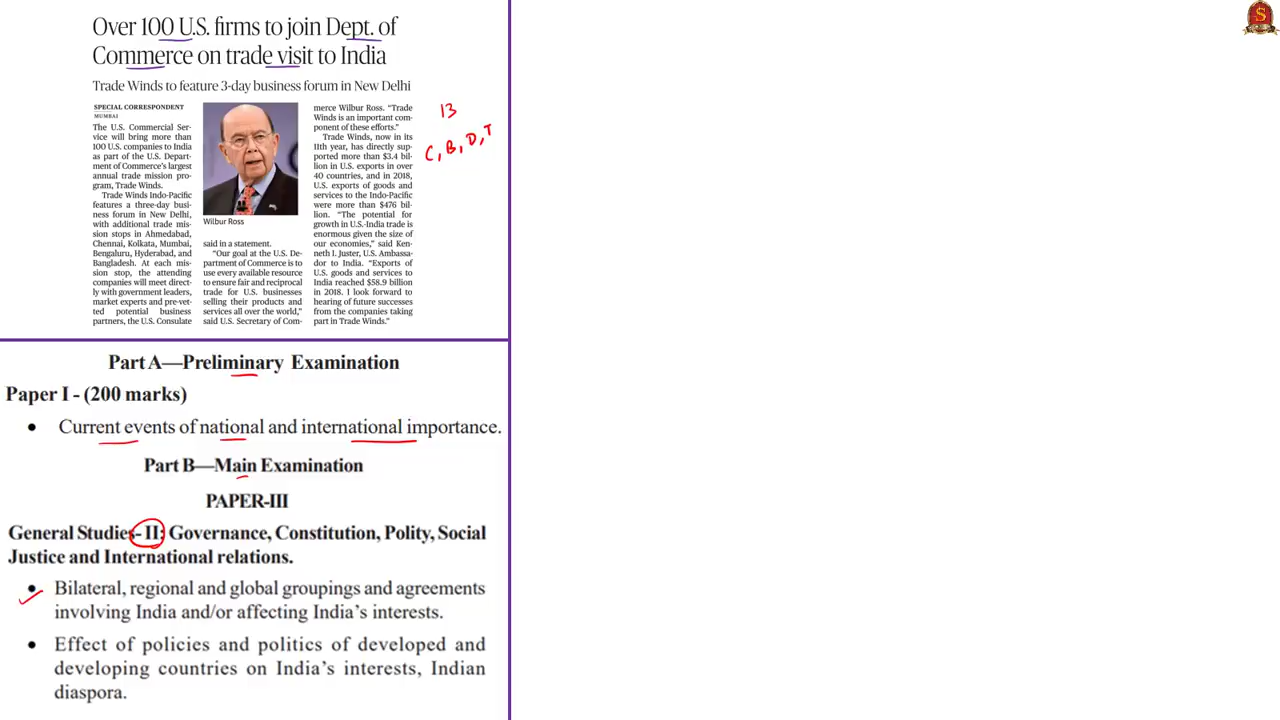 Over 100 U.S. firms to join Dept. of
Commerce on trade visit to India
Trade Winds to feature 3-day business forum in New Delhi
SPECIAL CORRESPONDENT
MUMBAI
The U.S. Commercial Ser-
vice will bring more than
100 U.S. companies to India
as part of the U.S. Depart-
ment of Commerce's largest
annual trade mission pro-
gram, Trade Winds.
Trade Winds Indo-Pacific
features a three-day busi-
ness forum in New Delhi,
with additional trade mis-
sion stops in Ahmedabad,
Chennai, Kolkata, Mumbai,
Bengaluru, Hyderabad, and
Bangladesh. At each mis-
sion stop, the attending
companies will meet direct-
ly with government leaders,
market experts and pre-vet-
ted potential business
partners, the U.S. Consulate
Wilbur Ross
said in a statement.
"Our goal at the U.S. De-
partment of Commerce is to
use every available resource
to ensure fair and reciprocal
trade for U.S. businesses
selling their products and
services all over the world,"
said U.S. Secretary of Com-
merce Wilbur Ross. "Trade
Winds is an important com-
ponent of these efforts."
Trade Winds, now in its
11th year, has directly sup-
ported more than $3.4 bil-
lion in U.S. exports in over
40 countries, and in 2018,
U.S. exports of goods and
services to the Indo-Pacific
were more than $476 bil-
lion. "The potential for
growth in U.S.-India trade is
enormous given the size of
our economies," said Ken-
neth I. Juster, U.S. Ambassa-
dor to India. "Exports of
U.S. goods and services to
India reached $58.9 billion
in 2018. I look forward to
hearing of future successes
from the companies taking
part in Trade Winds."
13
C, B, D, T
Part A—Preliminary Examination
Paper I - (200 marks)
• Current events of national and international importance.
Part B—Main Examination
PAPER-III
General Studies- II: Governance, Constitution, Polity, Social
Justice and International relations.
• Bilateral, regional and global groupings and agreements
involving India and/or affecting India's interests.
• Effect of policies and politics of developed and
developing countries on India's interests, Indian
diaspora.